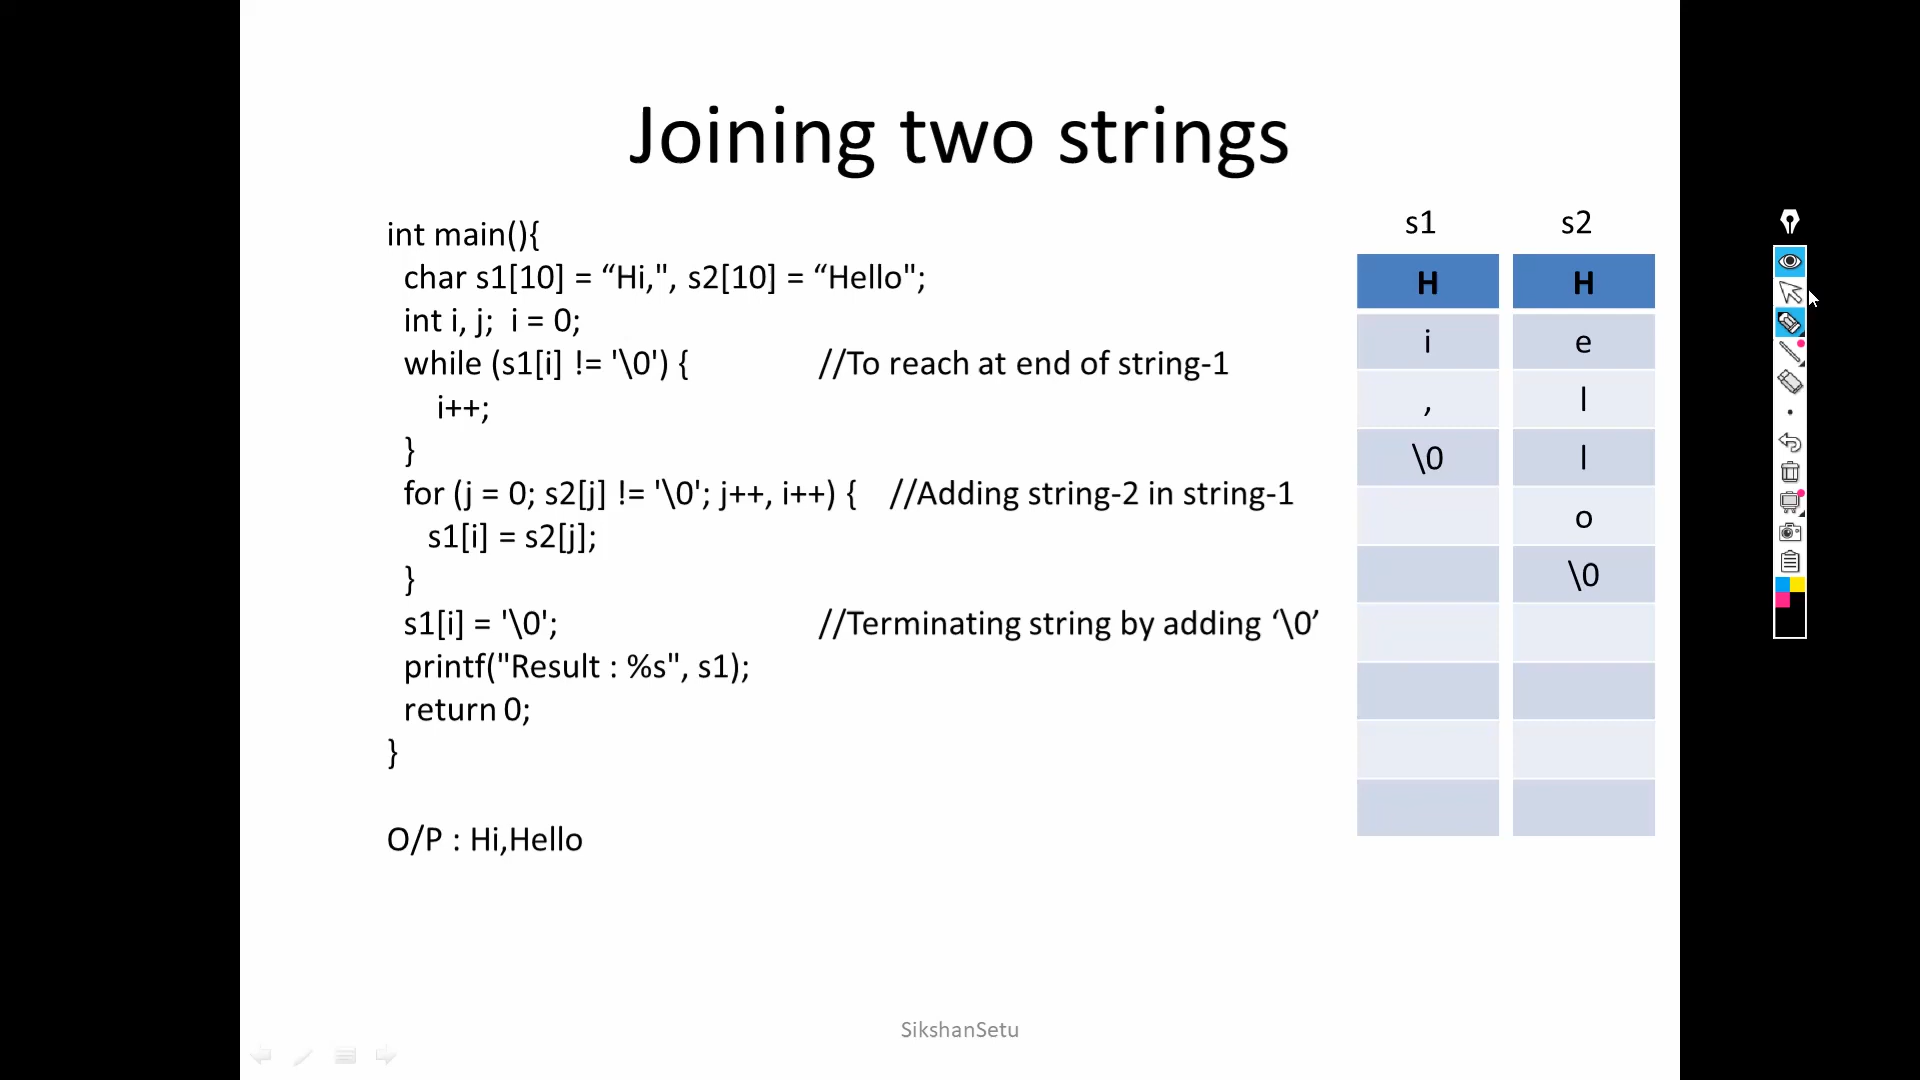 Joining two strings
int main(){
char s1[10] = “Hi,", s2[10] = “Hello";
int i, j;  i = 0;
while (s1[i] != '\0') { //To reach at end of string-1
i++;
}
for (j = 0; s2[j] != '\0'; j++, i++) { //Adding string-2 in string-1
s1[i] = s2[j];
}
s1[i] = '\0'; //Terminating string by adding ‘\0’
printf("Result : %s", s1);
return 0;
}
O/P : Hi,Hello
s1 s2
H H
i e
, l
\0 l
o
\0
SikshanSetu